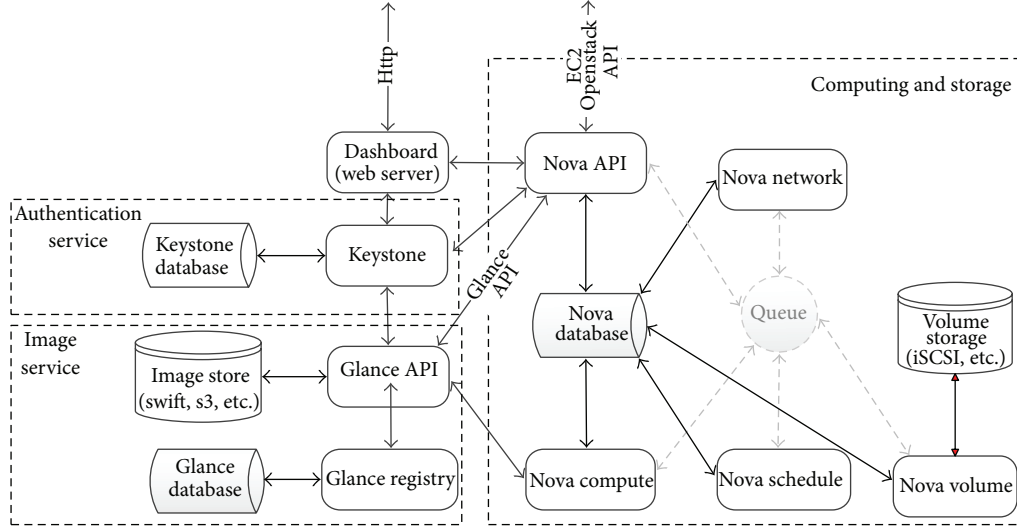 Http
EC2
Openstack
API
Computing and storage
Dashboard
(web server)
Nova API
Nova network
Authentication
service
Keystone
database
Keystone
Glance
API
Nova
database
Queue
Volume
storage
(iSCSI, etc.)
Image
service
Image store
(swift, s3, etc.)
Glance API
Glance
database
Glance registry
Nova compute
Nova schedule
Nova volume